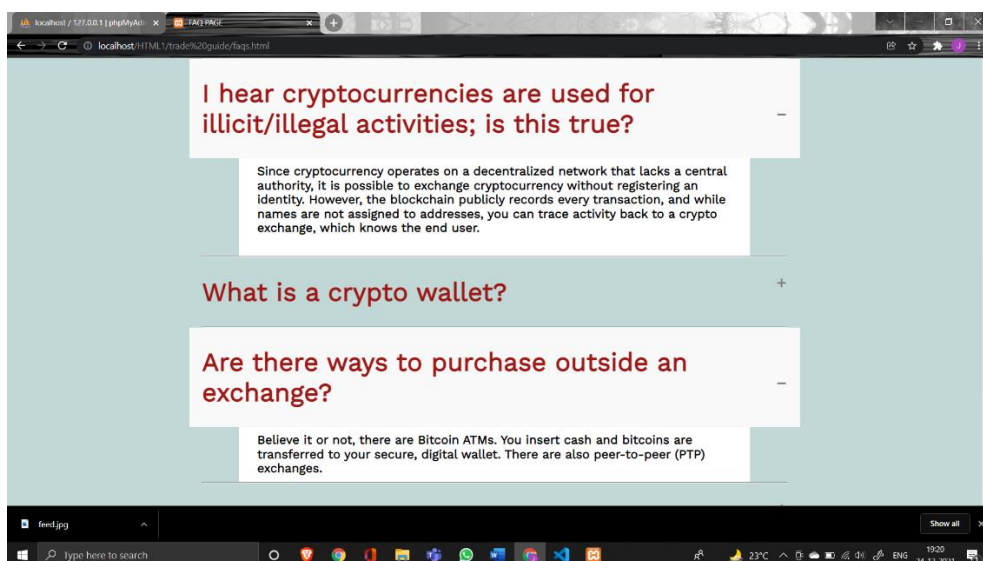 localhost / 127.0.0.1 | phpMyAd
FAQ PAGE
localhost/HTML1/trade%20guide/faqs.html
J
I hear cryptocurrencies are used for
illicit/illegal activities; is this true?
Since cryptocurrency operates on a decentralized network that lacks a central
authority, it is possible to exchange cryptocurrency without registering an
identity. However, the blockchain publicly records every transaction, and while
names are not assigned to addresses, you can trace activity back to a crypto
exchange, which knows the end user.
What is a crypto wallet?
Are there ways to purchase outside an
exchange?
Believe it or not, there are Bitcoin ATMs. You insert cash and bitcoins are
transferred to your secure, digital wallet. There are also peer-to-peer (PTP)
exchanges.
feed.jpg
Show all
Type here to search
23°C
ENG
1920
24-12-2021